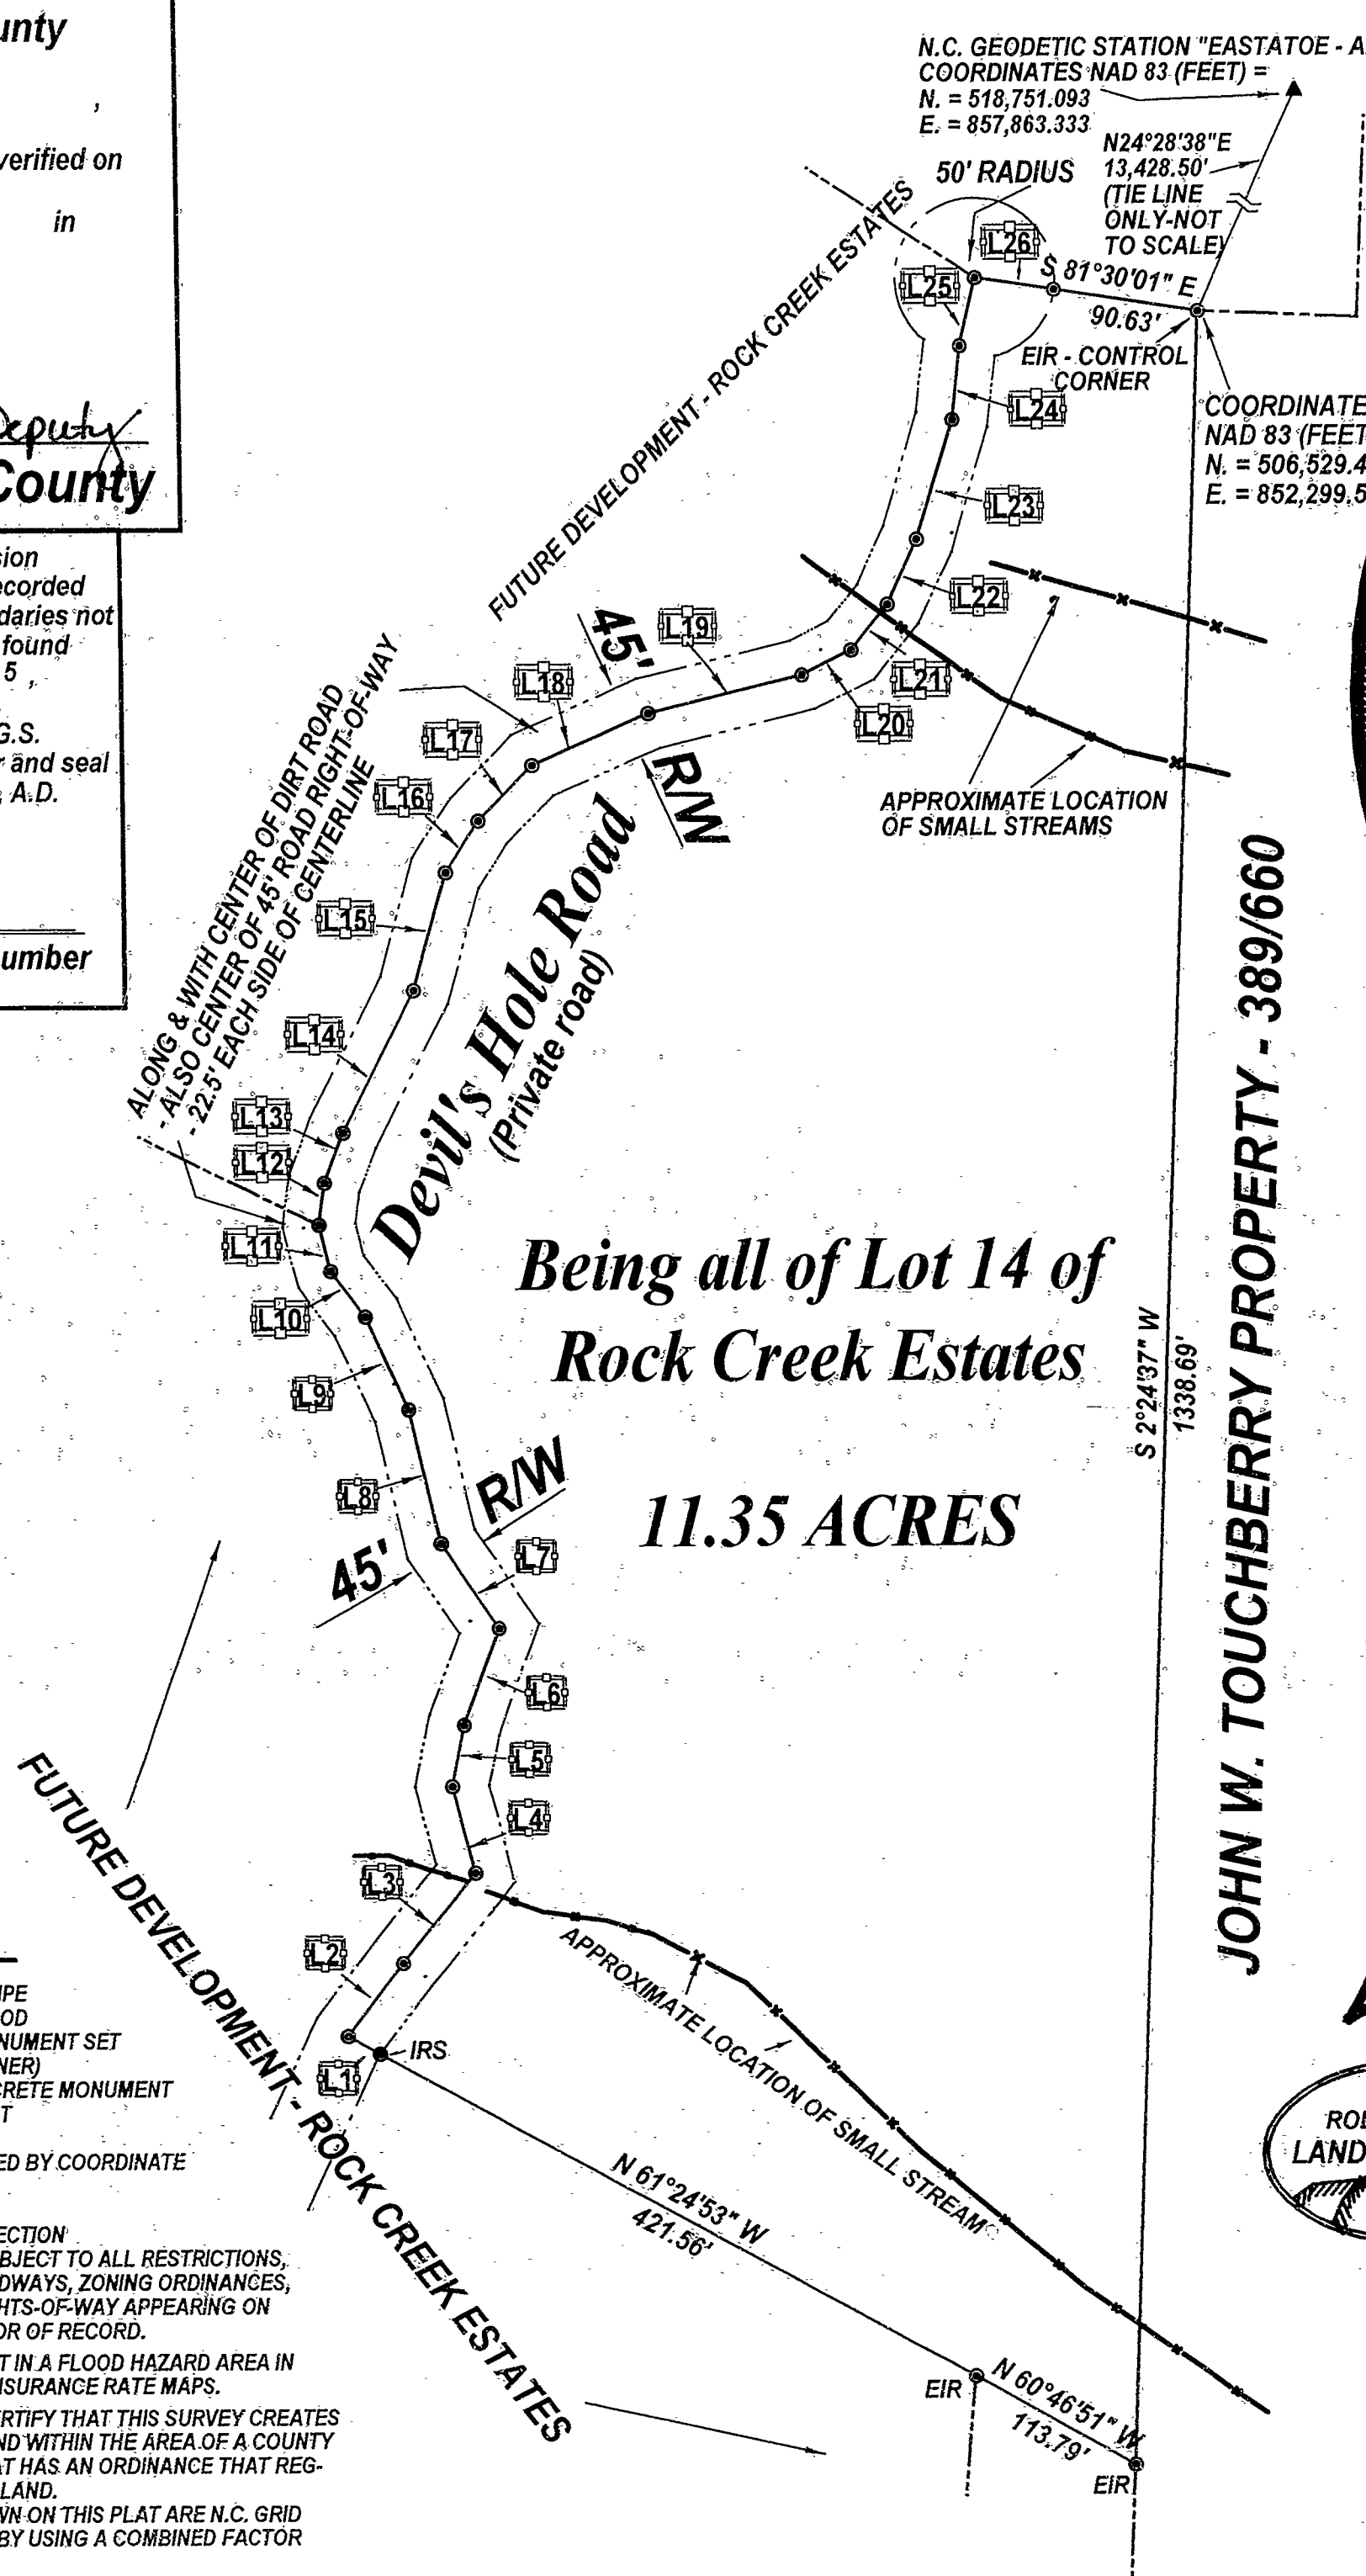 unty
,
verified on
in
Deputy
County
sion
ecorded
daries not
found
5 ,
G.S.
r and seal
, A.D.
umber
N.C. GEODETIC STATION "EASTATOE - A
COORDINATES NAD 83 (FEET) =
N. = 518,751.093
E. = 857,863.333
N24°28'38"E
13,428.50'
(TIE LINE
ONLY-NOT
TO SCALE)
50' RADIUS
L26
S 81°30'01" E
90.63'
L25
EIR - CONTROL
CORNER
L24
COORDINATE
NAD 83 (FEET
N. = 506,529.4
E. = 852,299.5
L23
L22
L21
L20
L19
45'
L18
L17
L16
R/W
FUTURE DEVELOPMENT - ROCK CREEK ESTATES
APPROXIMATE LOCATION
OF SMALL STREAMS
ALONG & WITH CENTER OF DIRT ROAD
- ALSO CENTER OF 45' ROAD RIGHT-OF-WAY
- 22.5' EACH SIDE OF CENTERLINE
L15
L14
L13
L12
L11
L10
L9
Devil's Hole Road
(Private road)
Being all of Lot 14 of
Rock Creek Estates
11.35 ACRES
S 2°24'37" W
1338.69'
JOHN W. TOUCHBERRY PROPERTY - 389/660
L8
R/W
45'
L7
L6
L5
L4
L3
L2
L1
IRS
APPROXIMATE LOCATION OF SMALL STREAM
FUTURE DEVELOPMENT - ROCK CREEK ESTATES
N 61°24'53" W
421.56'
EIR
N 60°46'51" W
113.79'
EIR
RO
LAND
IPE
OD
NUMENT SET
NER)
CRETE MONUMENT
T
ED BY COORDINATE
ECTION
BJECT TO ALL RESTRICTIONS,
DWAYS, ZONING ORDINANCES,
HTS-OF-WAY APPEARING ON
OR OF RECORD.
T IN A FLOOD HAZARD AREA IN
NSURANCE RATE MAPS.
ERTIFY THAT THIS SURVEY CREATES
ND WITHIN THE AREA OF A COUNTY
AT HAS AN ORDINANCE THAT REG-
LAND.
WN ON THIS PLAT ARE N.C. GRID
BY USING A COMBINED FACTOR